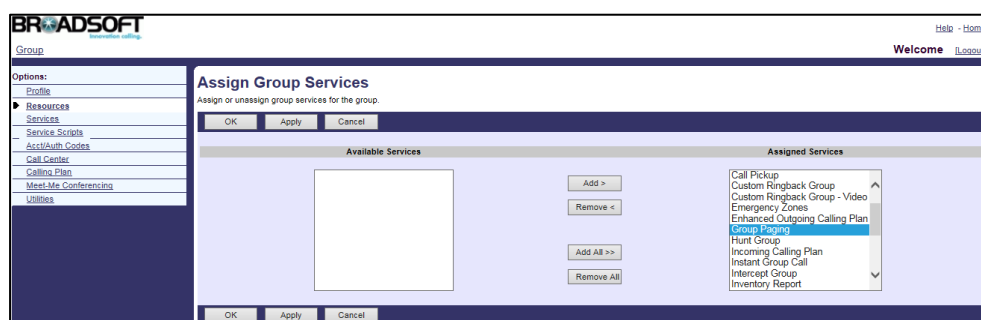 BROADSOFT
innovation calling.
Help - Hom
Group
Welcome [Logou
Options:
Profile
Resources
Services
Service Scripts
Acct/Auth Codes
Call Center
Calling Plan
Meet-Me Conferencing
Utilities
Assign Group Services
Assign or unassign group services for the group.
OK Apply Cancel
Available Services
Assigned Services
Add >
Remove <
Add All >>
Remove All
Call Pickup
Custom Ringback Group
Custom Ringback Group - Video
Emergency Zones
Enhanced Outgoing Calling Plan
Group Paging
Hunt Group
Incoming Calling Plan
Instant Group Call
Intercept Group
Inventory Report
OK Apply Cancel